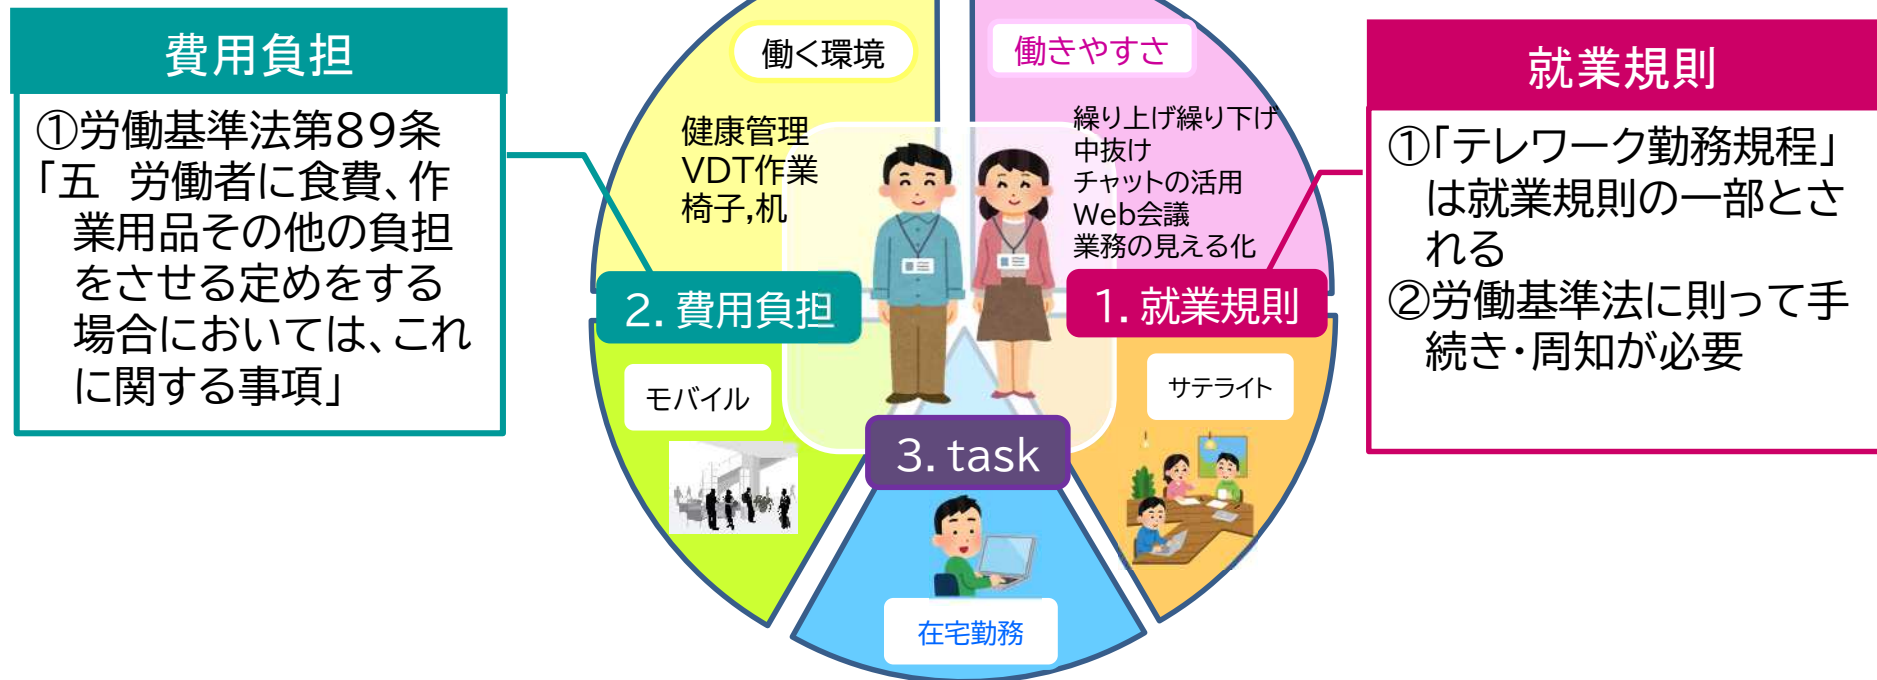 費用負担
①労働基準法第89条
「五　労働者に食費、作
業用品その他の負担
をさせる定めをする
場合においては、これ
に関する事項」
働く環境
健康管理
VDT作業
椅子,机
働きやすさ
繰り上げ繰り下げ
中抜け
チャットの活用
Web会議
業務の見える化
2. 費用負担
1. 就業規則
モバイル
サテライト
3. task
在宅勤務
就業規則
①「テレワーク勤務規程」
は就業規則の一部とさ
れる
②労働基準法に則って手
続き・周知が必要